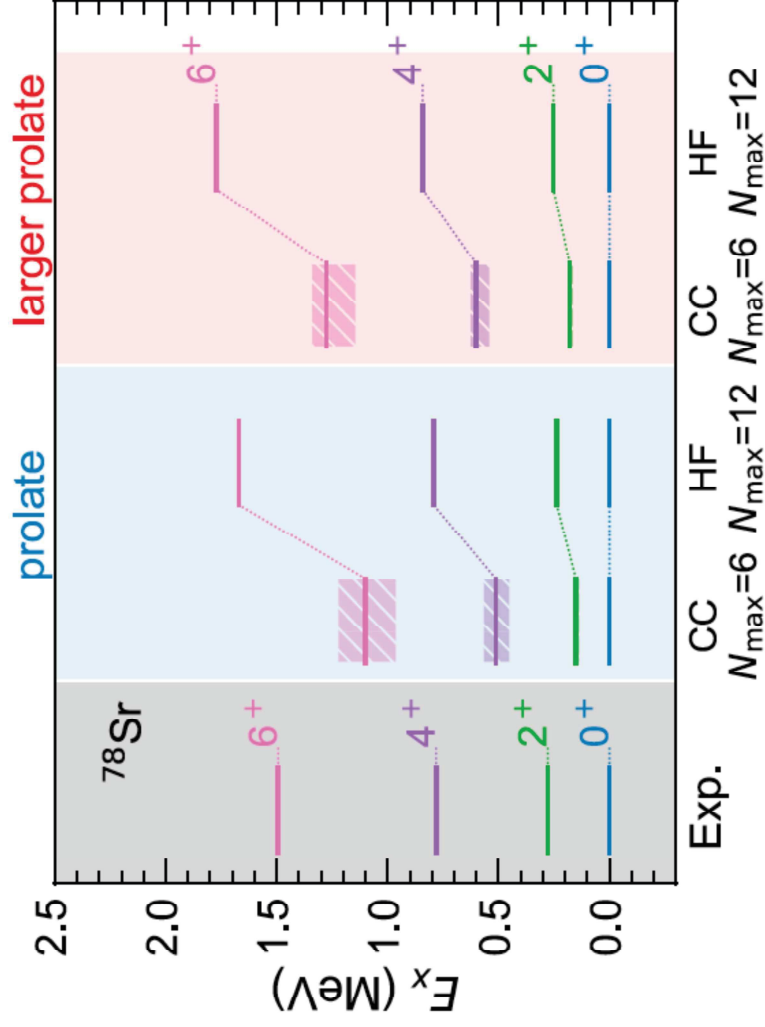 prolate
larger prolate
2.5
2.0
1.5
1.0
0.5
0.0
Eₓ (MeV)
⁷⁸Sr
6⁺
4⁺
2⁺
0⁺
6⁺
4⁺
2⁺
0⁺
Exp.
CC HF CC HF
Nmax=6 Nmax=12 Nmax=6 Nmax=12